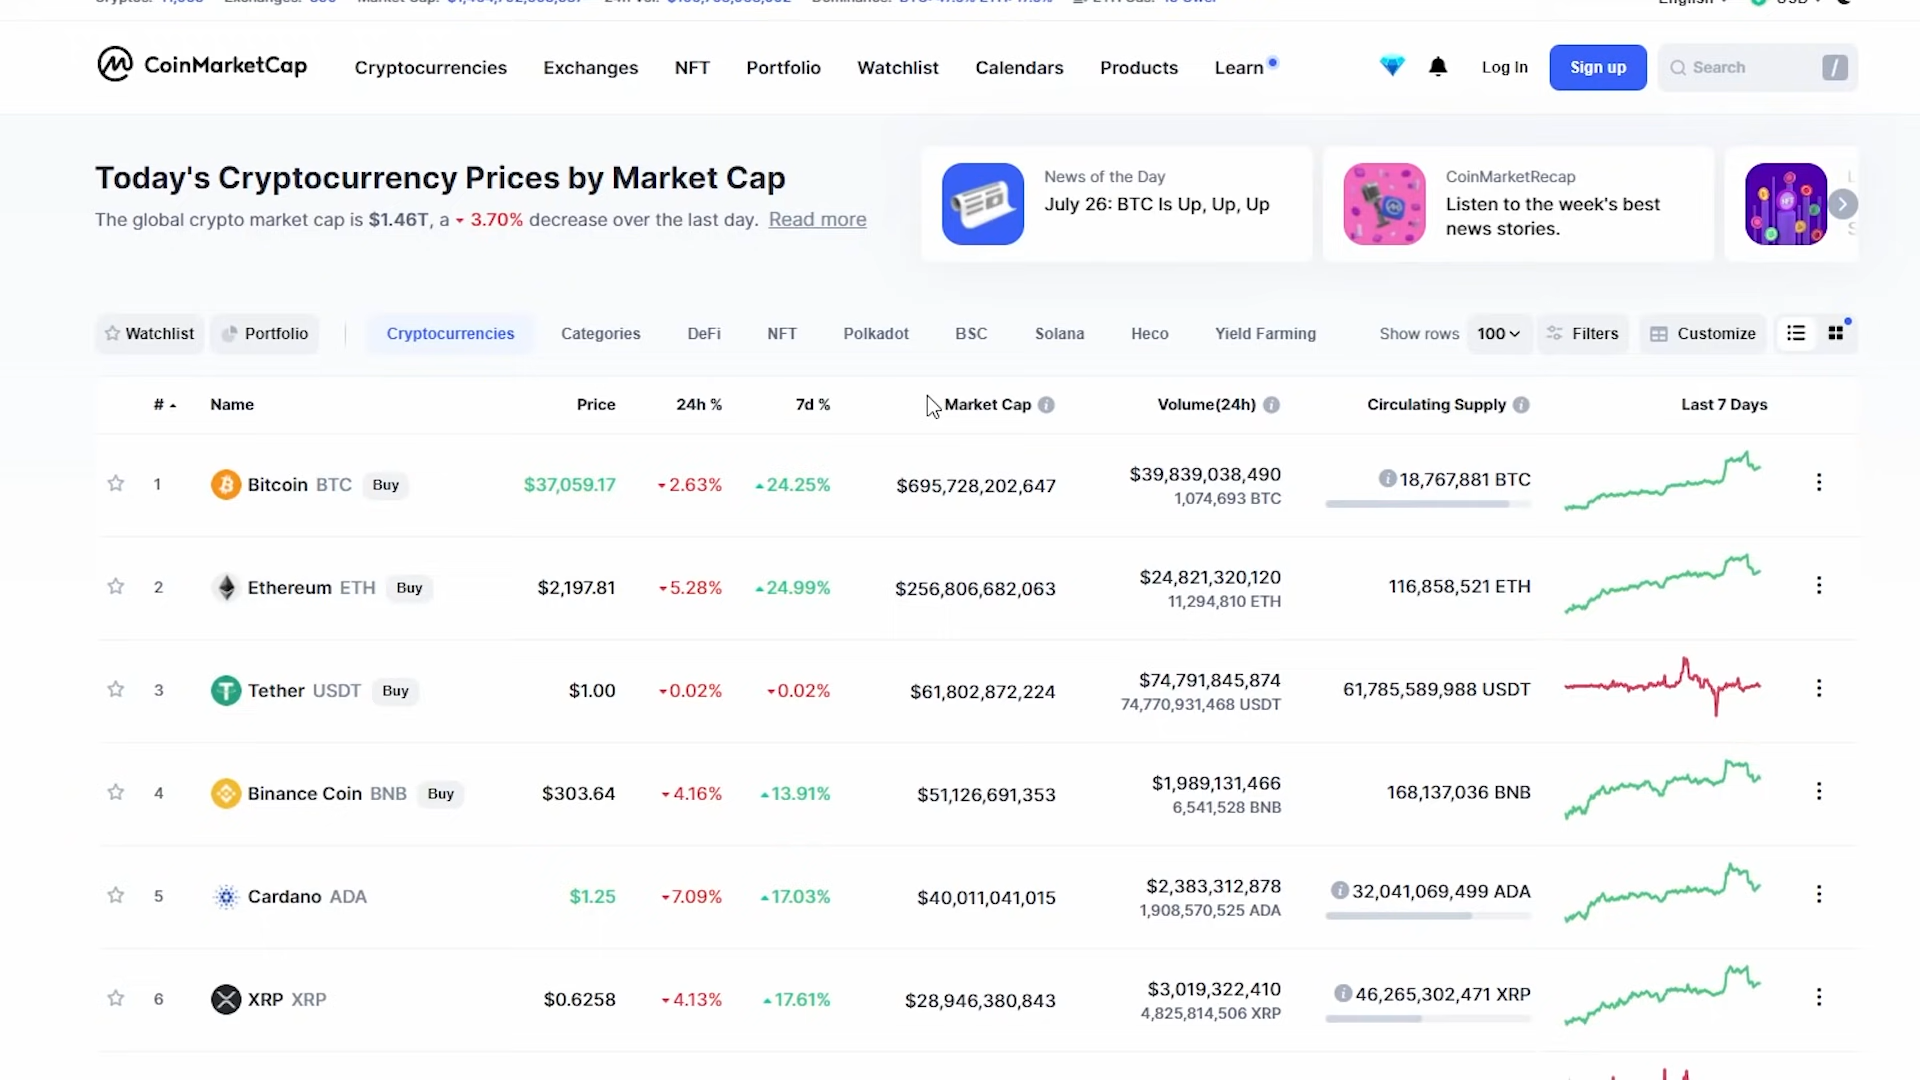 CoinMarketCap Cryptocurrencies Exchanges NFT Portfolio Watchlist Calendars Products Learn Log In Sign up Search /
Today's Cryptocurrency Prices by Market Cap
The global crypto market cap is $1.46T, a 3.70% decrease over the last day. Read more
News of the Day
July 26: BTC Is Up, Up, Up
CoinMarketRecap
Listen to the week's best
news stories.
Watchlist Portfolio Cryptocurrencies Categories DeFi NFT Polkadot BSC Solana Heco Yield Farming Show rows 100 Filters Customize
# Name Price 24h % 7d % Market Cap Volume(24h) Circulating Supply Last 7 Days
1 Bitcoin BTC Buy $37,059.17 2.63% 24.25% $695,728,202,647 $39,839,038,490 18,767,881 BTC
1,074,693 BTC
2 Ethereum ETH Buy $2,197.81 5.28% 24.99% $256,806,682,063 $24,821,320,120 116,858,521 ETH
11,294,810 ETH
3 Tether USDT Buy $1.00 0.02% 0.02% $61,802,872,224 $74,791,845,874 61,785,589,988 USDT
74,770,931,468 USDT
4 Binance Coin BNB Buy $303.64 4.16% 13.91% $51,126,691,353 $1,989,131,466 168,137,036 BNB
6,541,528 BNB
5 Cardano ADA $1.25 7.09% 17.03% $40,011,041,015 $2,383,312,878 32,041,069,499 ADA
1,908,570,525 ADA
6 XRP XRP $0.6258 4.13% 17.61% $28,946,380,843 $3,019,322,410 46,265,302,471 XRP
4,825,814,506 XRP